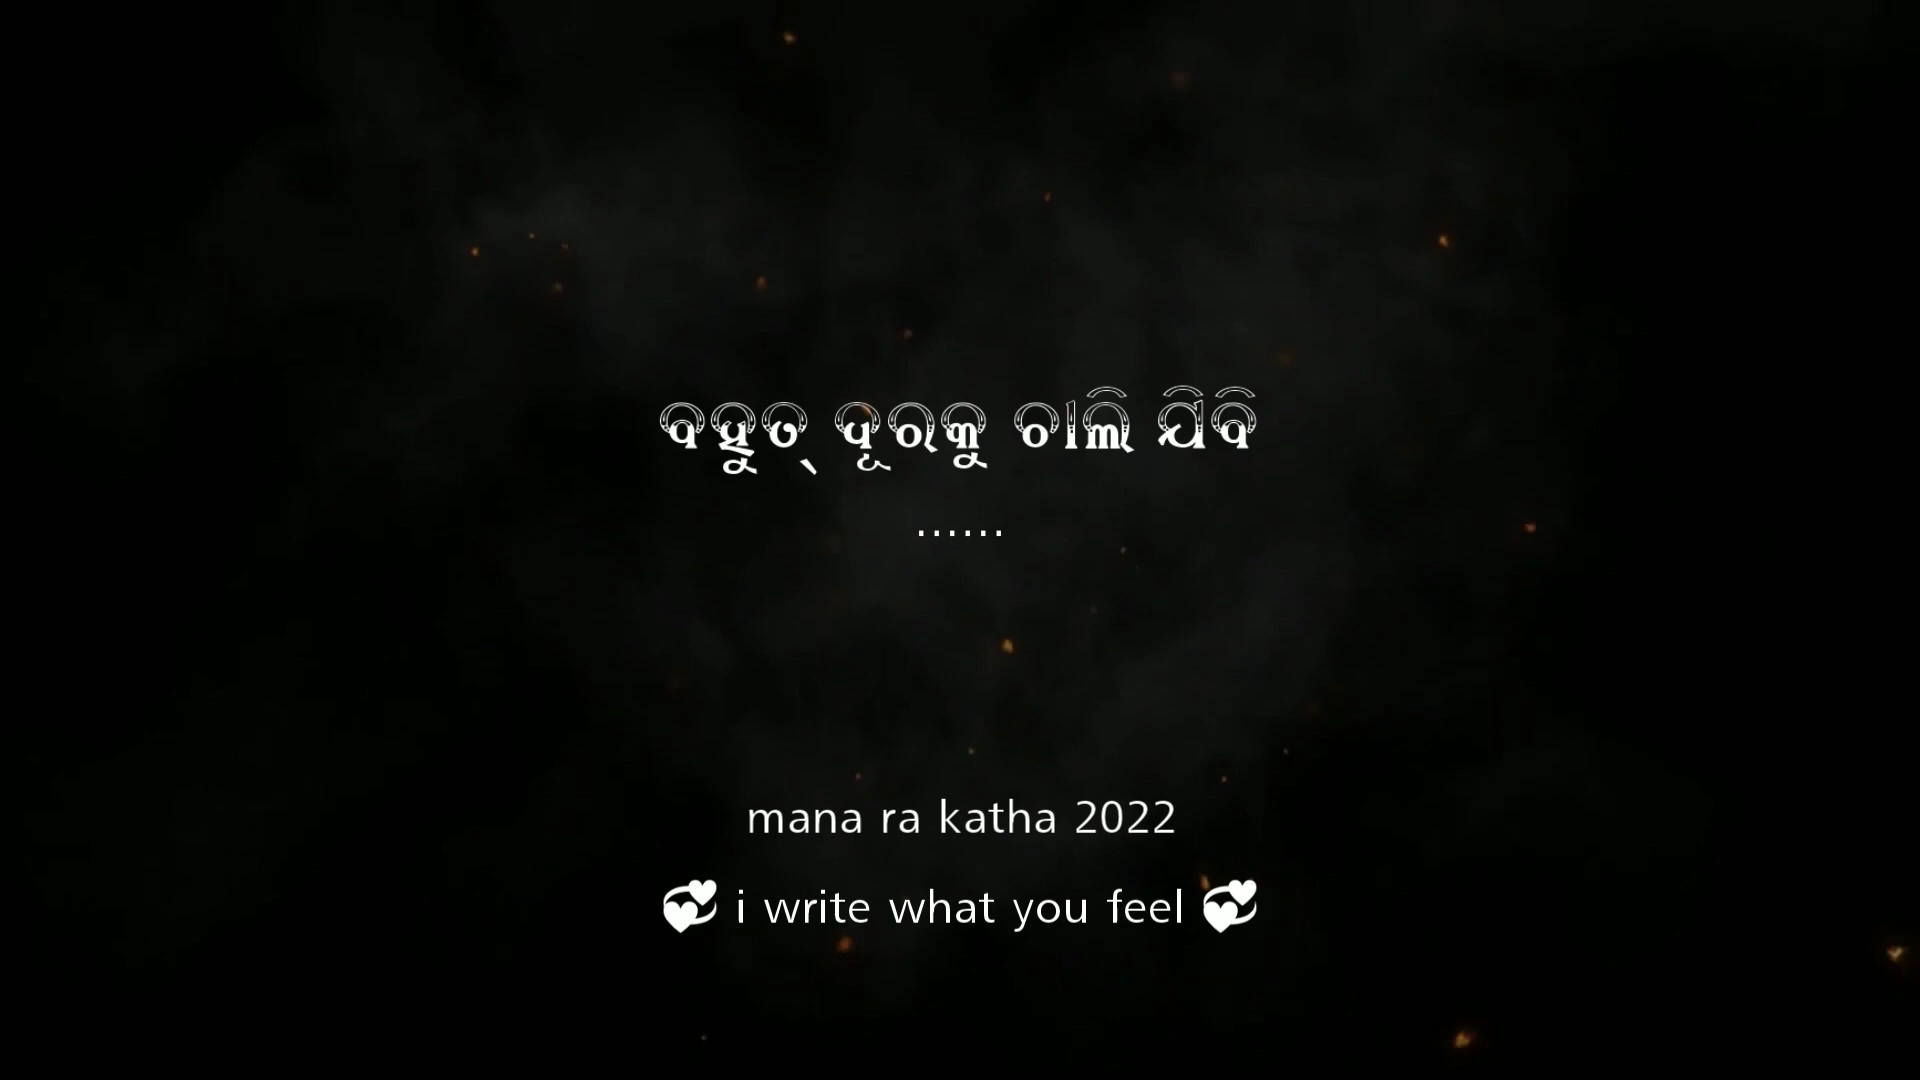 ବହୁତ୍ ଦୂରକୁ ଚାଲି ଯିବି
......
mana ra katha 2022
💞 i write what you feel 💞